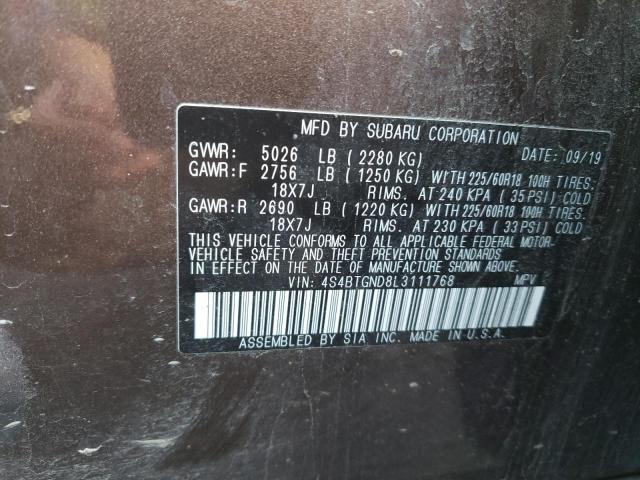 MFD BY SUBARU CORPORATION
GVWR: 5026 LB ( 2280 KG) DATE: 09/19
GAWR:F 2756 LB ( 1250 KG) WITH 225/60R18 100H TIRES.
18X7J RIMS. AT 240 KPA ( 35 PSI) COLD
GAWR:R 2690 LB ( 1220 KG) WITH 225/60R18 100H TIRES.
18X7J RIMS. AT 230 KPA ( 33 PSI) COLD
THIS VEHICLE CONFORMS TO ALL APPLICABLE FEDERAL MOTOR-
VEHICLE SAFETY AND THEFT PREVENTION STANDARDS IN EFFECT
ON THE DATE OF MANUFACTURE SHOWN ABOVE.
VIN: 4S4BTGND8L3111768 MPV
ASSEMBLED BY SIA INC. MADE IN U.S.A.